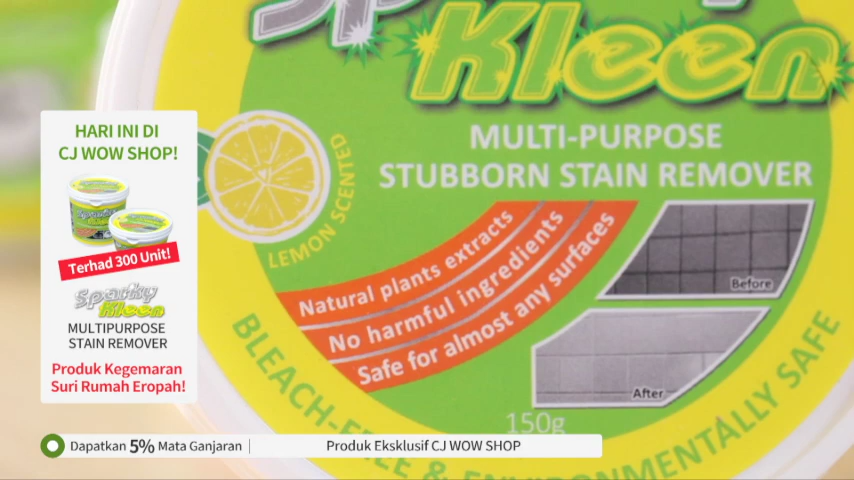 Sparky
Kleen
MULTI-PURPOSE
STUBBORN STAIN REMOVER
LEMON SCENTED
Natural plants extracts
No harmful ingredients
Safe for almost any surfaces
Before
After
150g
BLEACH-FREE & ENVIRONMENTALLY SAFE
HARI INI DI
CJ WOW SHOP!
Terhad 300 Unit!
Sparky
Kleen
MULTIPURPOSE
STAIN REMOVER
Produk Kegemaran
Suri Rumah Eropah!
Dapatkan 5% Mata Ganjaran
Produk Eksklusif CJ WOW SHOP